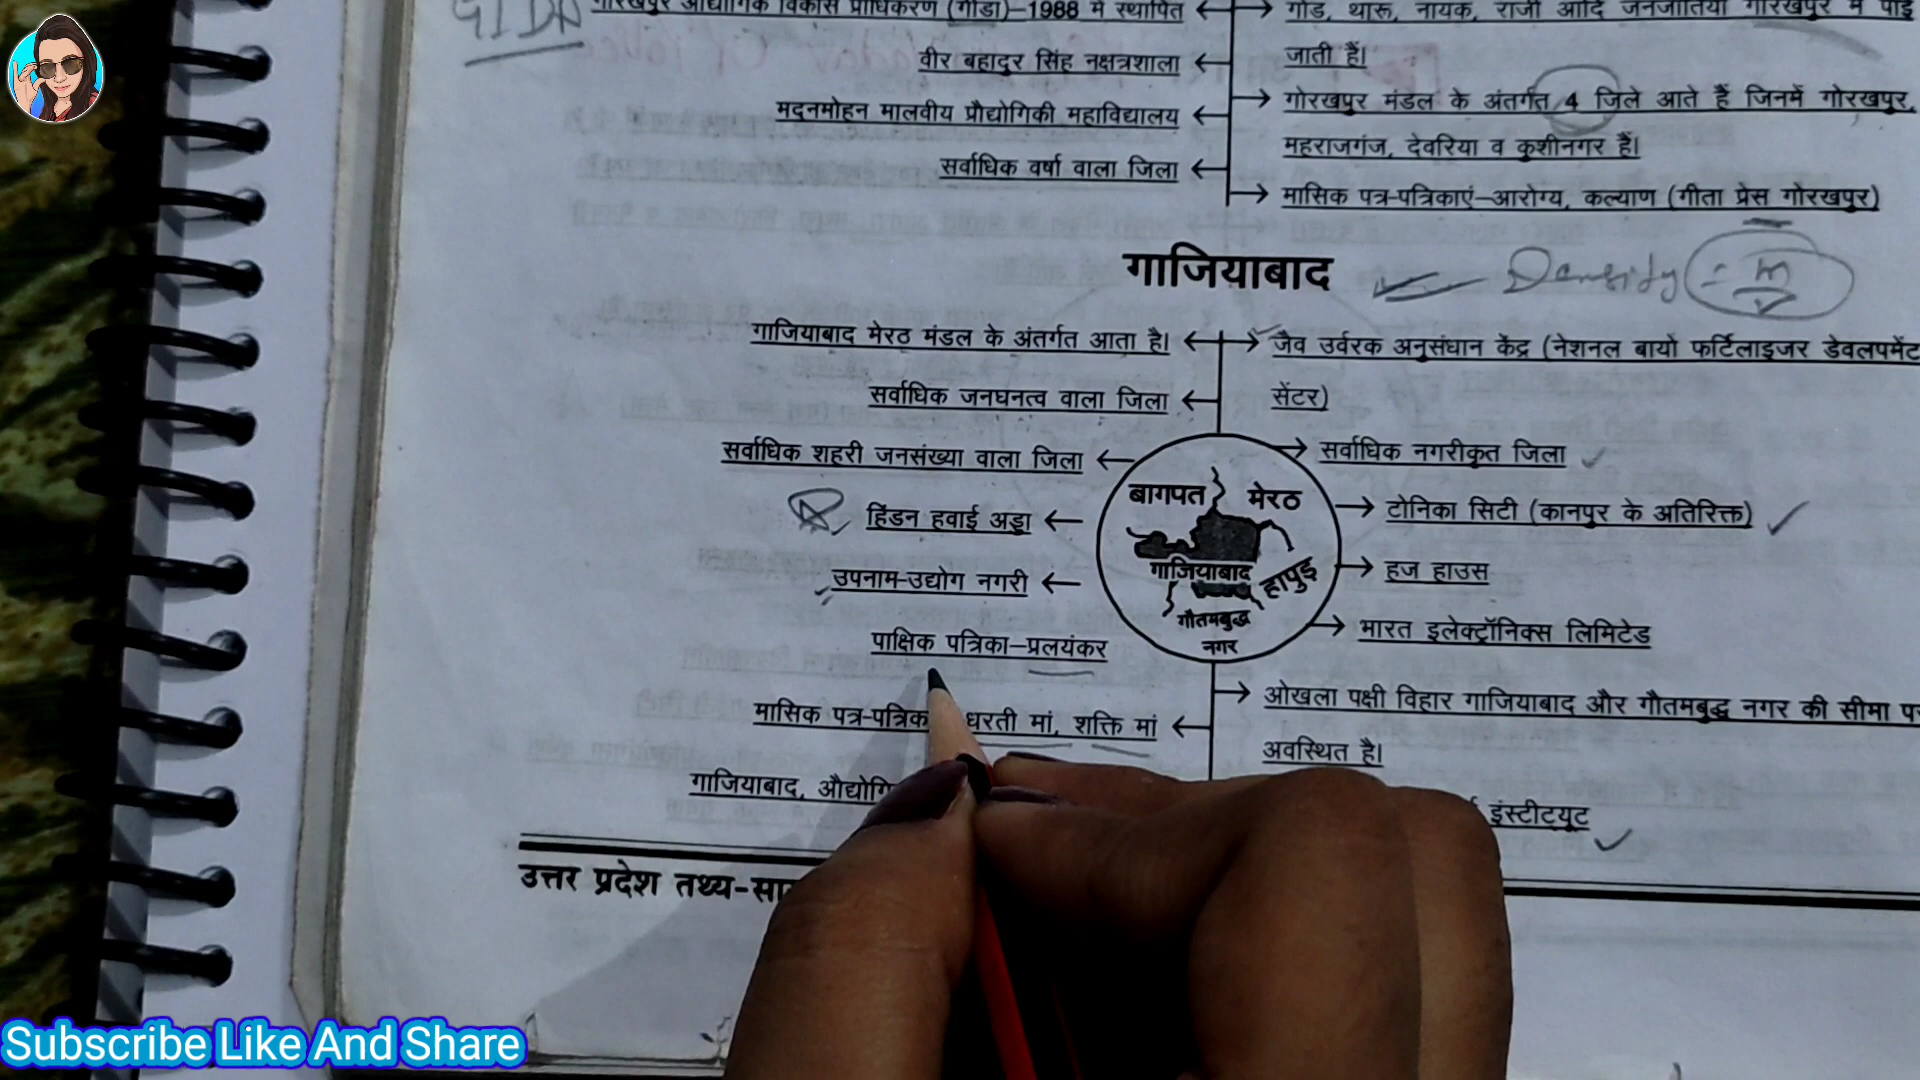 GIDA
गोरखपुर औद्योगिक विकास प्राधिकरण (गीडा)–1988 में स्थापित
वीर बहादुर सिंह नक्षत्रशाला
मदनमोहन मालवीय प्रौद्योगिकी महाविद्यालय
सर्वाधिक वर्षा वाला जिला
गोंड, थारू, नायक, राजी आदि जनजातियां गोरखपुर में पाई
जाती हैं।
गोरखपुर मंडल के अंतर्गत 4 जिले आते हैं जिनमें गोरखपुर,
महराजगंज, देवरिया व कुशीनगर हैं।
मासिक पत्र-पत्रिकाएं–आरोग्य, कल्याण (गीता प्रेस गोरखपुर)
गाजियाबाद
Density = m/v
गाजियाबाद मेरठ मंडल के अंतर्गत आता है।
सर्वाधिक जनघनत्व वाला जिला
सर्वाधिक शहरी जनसंख्या वाला जिला
हिंडन हवाई अड्डा
उपनाम-उद्योग नगरी
पाक्षिक पत्रिका–प्रलयंकर
मासिक पत्र-पत्रिका धरती मां, शक्ति मां
गाजियाबाद,
जैव उर्वरक अनुसंधान केंद्र (नेशनल बायो फर्टिलाइजर डेवलपमेंट
सेंटर)
सर्वाधिक नगरीकृत जिला
टोनिका सिटी (कानपुर के अतिरिक्त)
हज हाउस
भारत इलेक्ट्रॉनिक्स लिमिटेड
ओखला पक्षी विहार गाजियाबाद और गौतमबुद्ध नगर की सीमा पर
अवस्थित है।
इंस्टीट्यूट
बागपत
मेरठ
गाजियाबाद
हापुड़
गौतमबुद्ध
नगर
उत्तर प्रदेश तथ्य-सा
Subscribe Like And Share